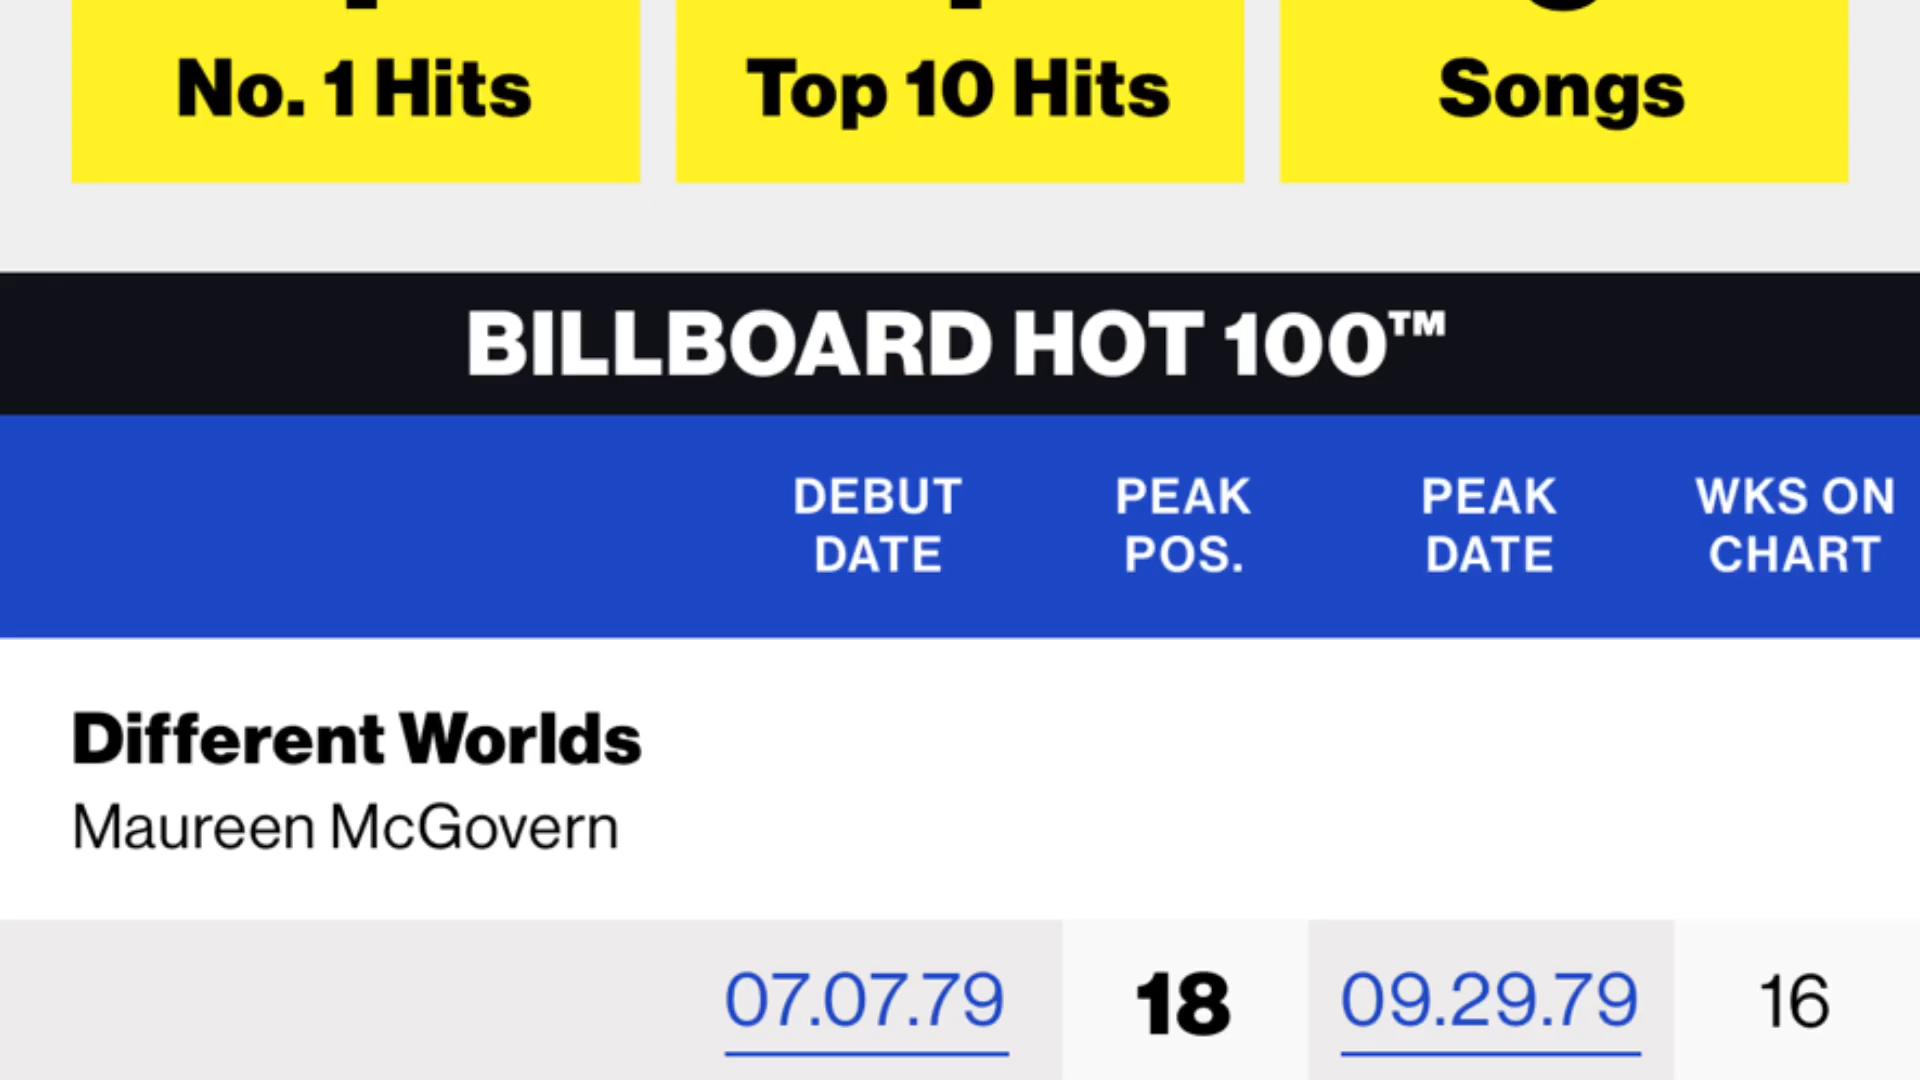 No. 1 Hits
Top 10 Hits
Songs
BILLBOARD HOT 100™
DEBUT DATE
PEAK POS.
PEAK DATE
WKS ON CHART
Different Worlds
Maureen McGovern
07.07.79 18 09.29.79 16